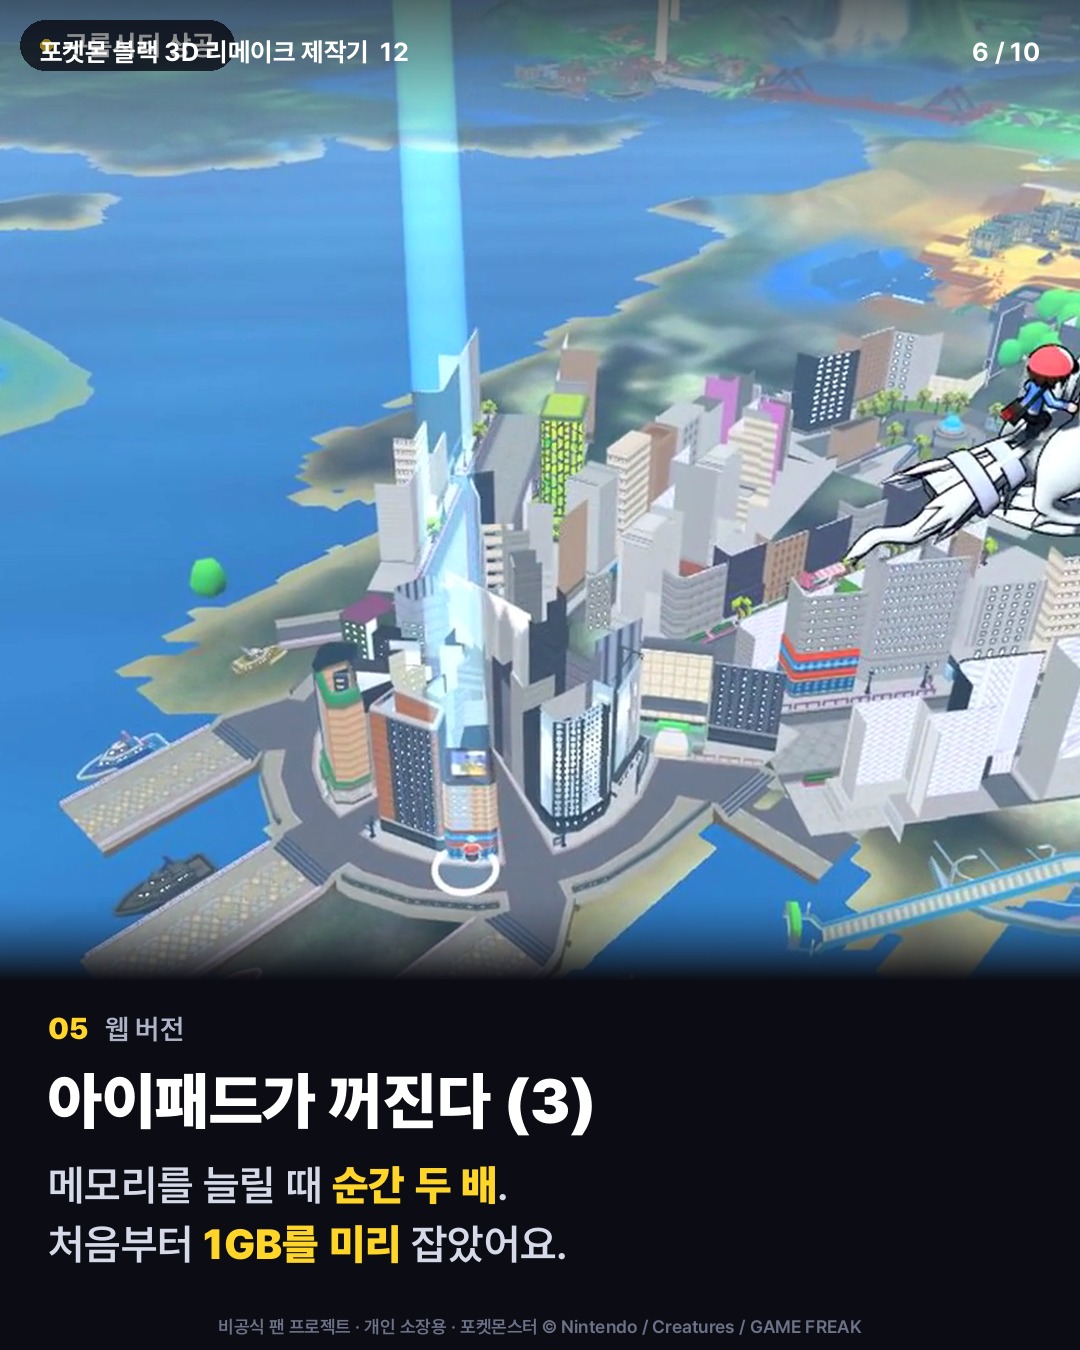 포켓몬 블랙 3D 리메이크 제작기 12
6 / 10
05 웹 버전
아이패드가 꺼진다 (3)
메모리를 늘릴 때 순간 두 배.
처음부터 1GB를 미리 잡았어요.
비공식 팬 프로젝트 · 개인 소장용 · 포켓몬스터 © Nintendo / Creatures / GAME FREAK